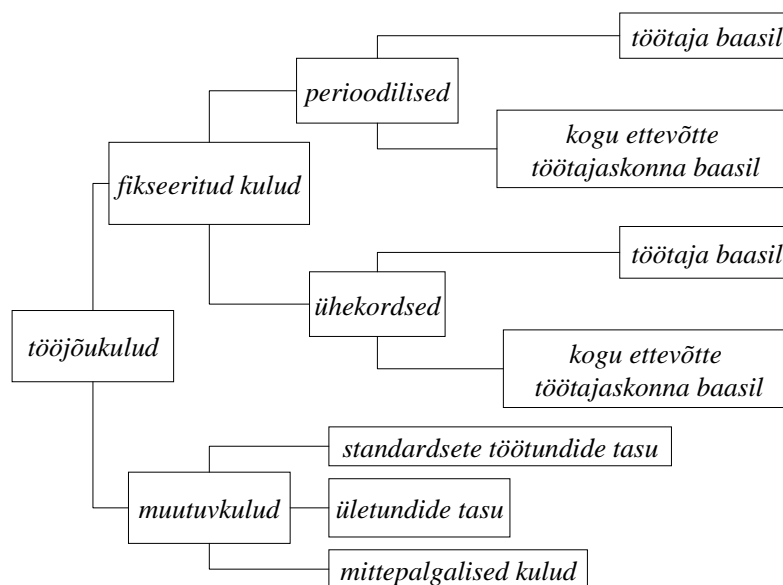 töötaja baasil
perioodilised
kogu ettevõtte
töötajaskonna baasil
fikseeritud kulud
töötaja baasil
ühekordsed
tööjõukulud
kogu ettevõtte
töötajaskonna baasil
standardsete töötundide tasu
muutuvkulud
ületundide tasu
mittepalgalised kulud